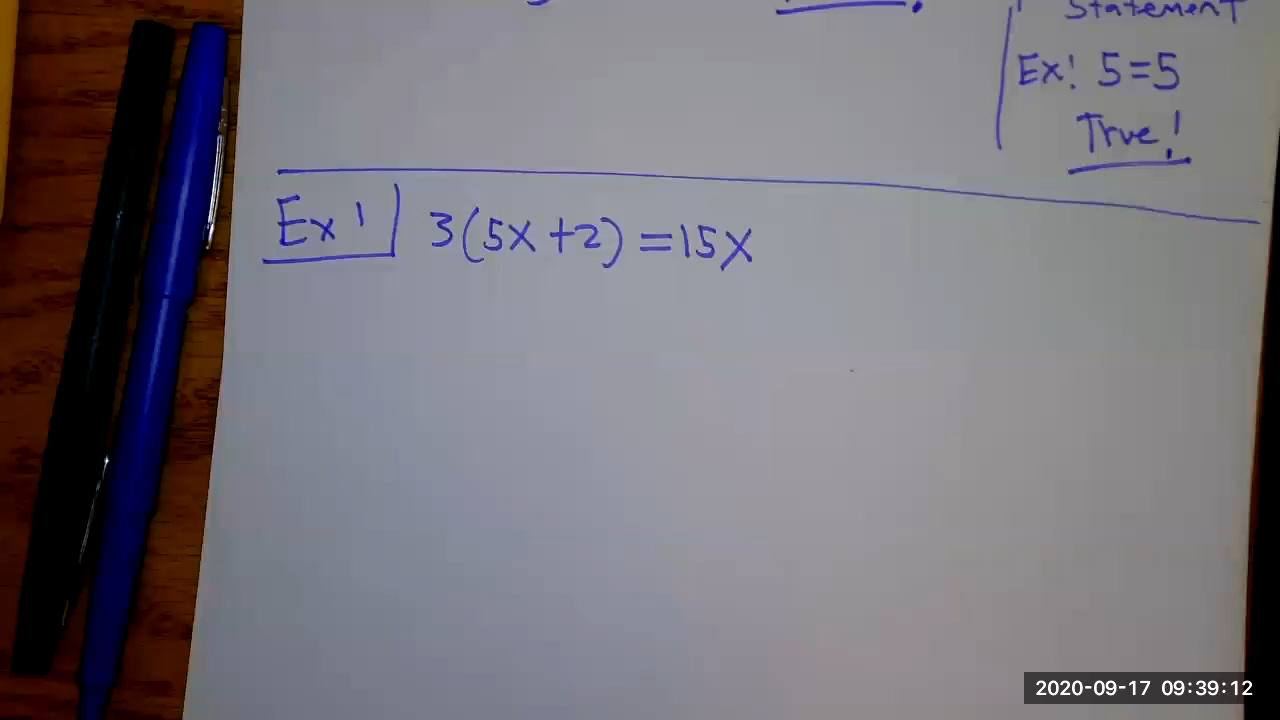 Statement
Ex! 5=5
True!
Ex 1 3(5x+2)=15x
2020-09-17 09:39:12